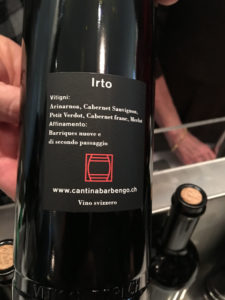 Irto
Vitigni:
Arinarnoa, Cabernet Sauvignon,
Petit Verdot, Cabernet franc, Merlot
Affinamento:
Barriques nuove e
di secondo passaggio
www.cantinabarbengo.ch
Vino svizzero